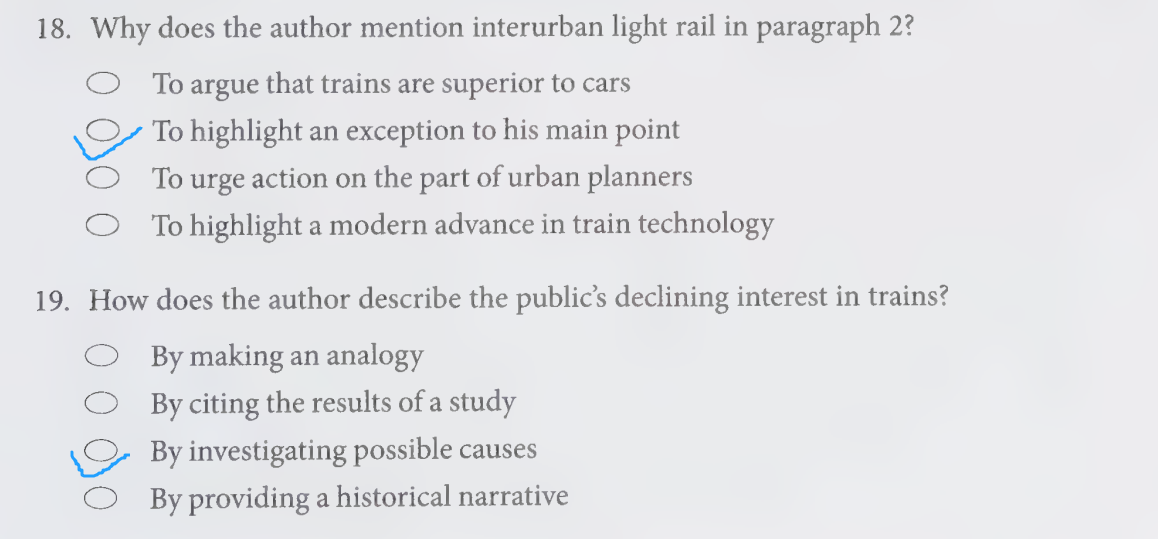 18. Why does the author mention interurban light rail in paragraph 2?
To argue that trains are superior to cars
To highlight an exception to his main point
To urge action on the part of urban planners
To highlight a modern advance in train technology
19. How does the author describe the public's declining interest in trains?
By making an analogy
By citing the results of a study
By investigating possible causes
By providing a historical narrative